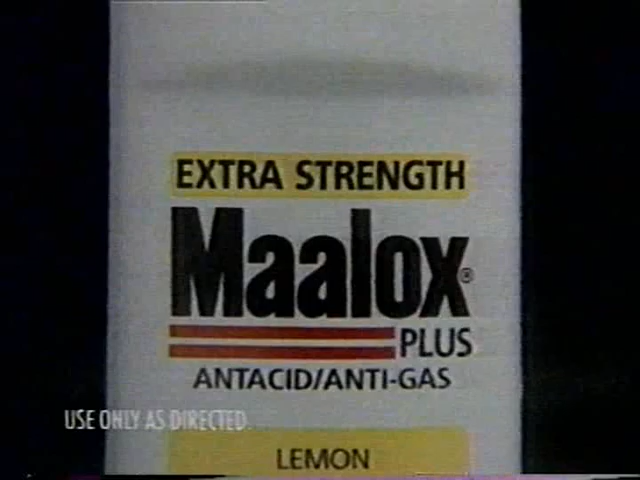 EXTRA STRENGTH
Maalox®
PLUS
ANTACID/ANTI-GAS
USE ONLY AS DIRECTED
LEMON